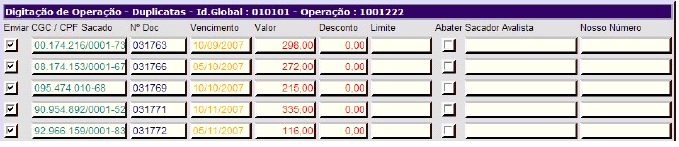 Digitação de Operação - Duplicatas - Id.Global : 010101 - Operação : 1001222
Enviar CGC / CPF Sacado Nº Doc Vencimento Valor Desconto Limite Abater Sacador Avalista Nosso Número
00.174.216/0001-73 031763 10/09/2007 298,00 0,00
08.174.153/0001-67 031766 05/10/2007 272,00 0,00
095.474.010-68 031769 10/10/2007 215,00 0,00
90.954.892/0001-52 031771 10/11/2007 335,00 0,00
92.966.159/0001-83 031772 05/11/2007 116,00 0,00